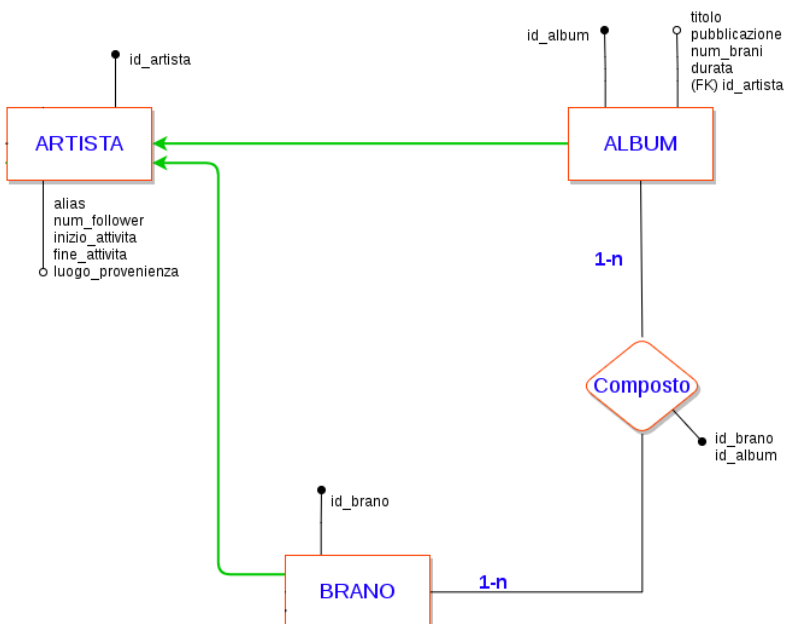 titolo
id_album
pubblicazione
num_brani
durata
(FK) id_artista
id_artista
ARTISTA
ALBUM
alias
num_follower
inizio_attivita
fine_attivita
luogo_provenienza
1-n
Composto
id_brano
id_album
id_brano
BRANO
1-n